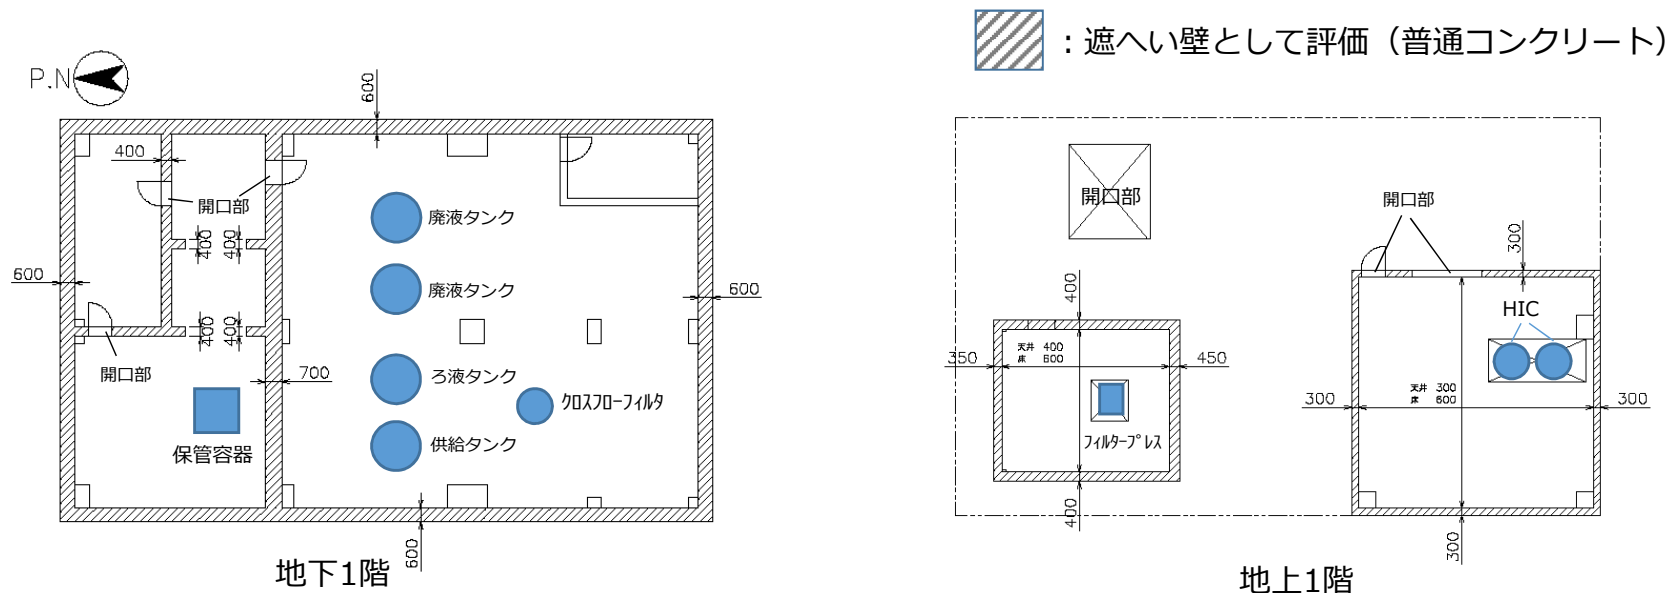 ：遮へい壁として評価（普通コンクリート）
P.N
600
400
開口部
廃液タンク
400
400
600
廃液タンク
600
400
400
開口部
700
ろ液タンク
ｸﾛｽﾌﾛｰﾌｨﾙﾀ
保管容器
供給タンク
600
地下1階
開口部
開口部
300
400
HIC
天井 400
床 600
350
450
天井 300
床 600
300
300
ﾌｨﾙﾀｰﾌﾟﾚｽ
400
300
地上1階